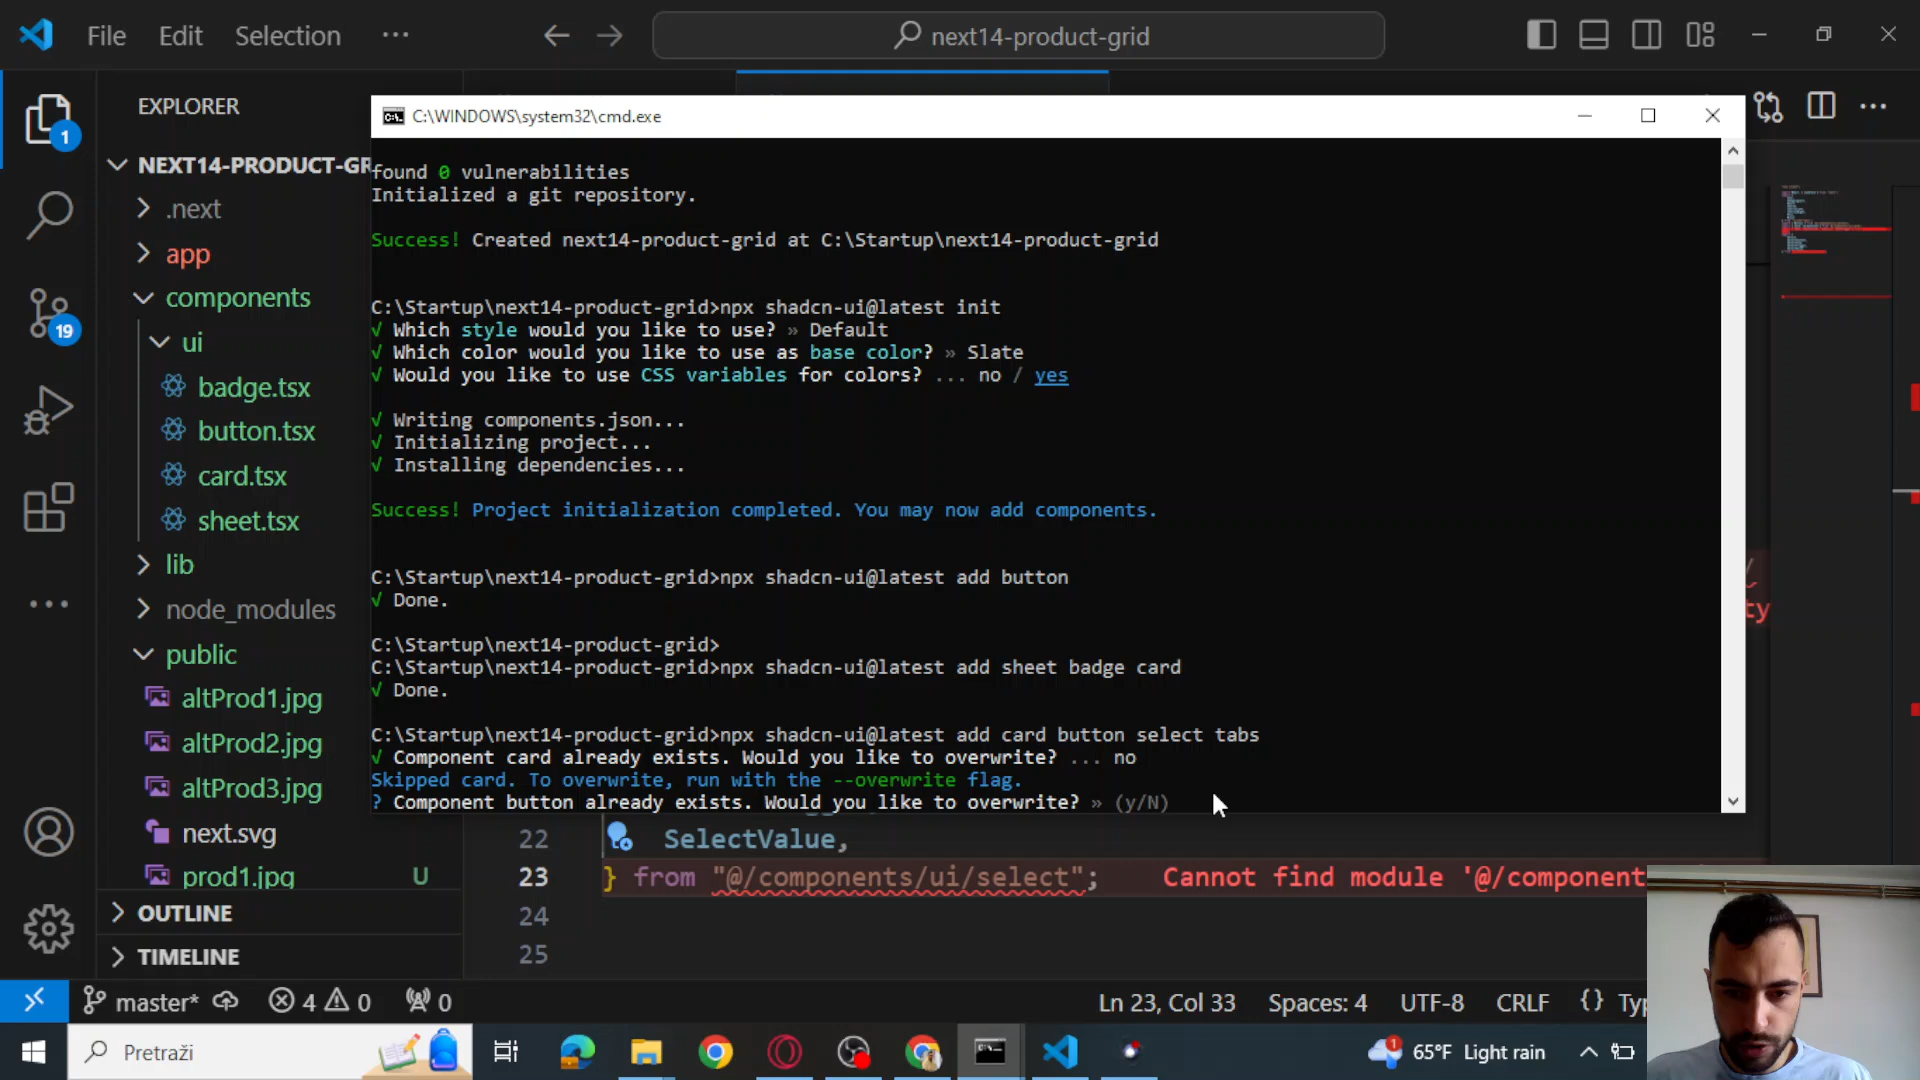 File Edit Selection ···
next14-product-grid
EXPLORER
1
NEXT14-PRODUCT-GR
.next
app
components
ui
badge.tsx
button.tsx
card.tsx
sheet.tsx
lib
node_modules
public
altProd1.jpg
altProd2.jpg
altProd3.jpg
next.svg
prod1.jpg U
OUTLINE
TIMELINE
19
C:\WINDOWS\system32\cmd.exe
found 0 vulnerabilities
Initialized a git repository.
Success! Created next14-product-grid at C:\Startup\next14-product-grid
C:\Startup\next14-product-grid>npx shadcn-ui@latest init
√ Which style would you like to use? » Default
√ Which color would you like to use as base color? » Slate
√ Would you like to use CSS variables for colors? ... no / yes
√ Writing components.json...
√ Initializing project...
√ Installing dependencies...
Success! Project initialization completed. You may now add components.
C:\Startup\next14-product-grid>npx shadcn-ui@latest add button
√ Done.
C:\Startup\next14-product-grid>
C:\Startup\next14-product-grid>npx shadcn-ui@latest add sheet badge card
√ Done.
C:\Startup\next14-product-grid>npx shadcn-ui@latest add card button select tabs
√ Component card already exists. Would you like to overwrite? ... no
Skipped card. To overwrite, run with the --overwrite flag.
? Component button already exists. Would you like to overwrite? » (y/N)
ty
22 SelectValue,
23 } from "@/components/ui/select"; Cannot find module '@/component
24
25
master* 4 0 0
Ln 23, Col 33 Spaces: 4 UTF-8 CRLF {} Ty
Pretraži
1 65°F Light rain